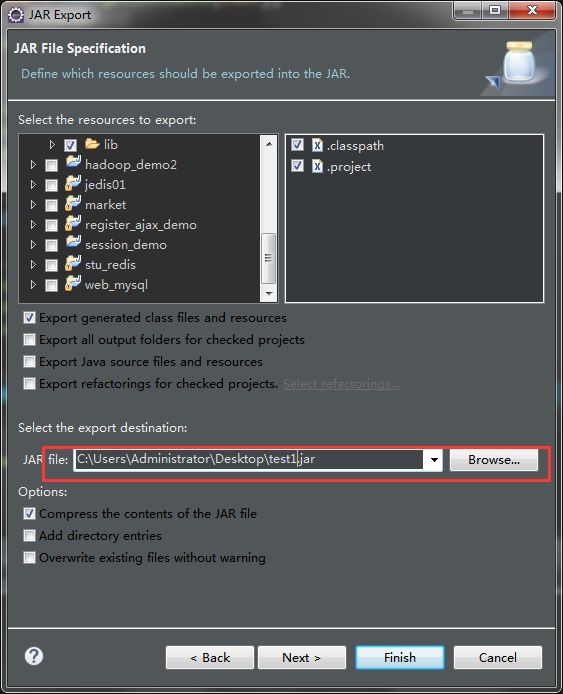 JAR Export
JAR File Specification
Define which resources should be exported into the JAR.
Select the resources to export:
lib
hadoop_demo2
jedis01
market
register_ajax_demo
session_demo
stu_redis
web_mysql
.classpath
.project
Export generated class files and resources
Export all output folders for checked projects
Export Java source files and resources
Export refactorings for checked projects. Select refactorings...
Select the export destination:
JAR file: C:\Users\Administrator\Desktop\test1.jar Browse...
Options:
Compress the contents of the JAR file
Add directory entries
Overwrite existing files without warning
< Back Next > Finish Cancel